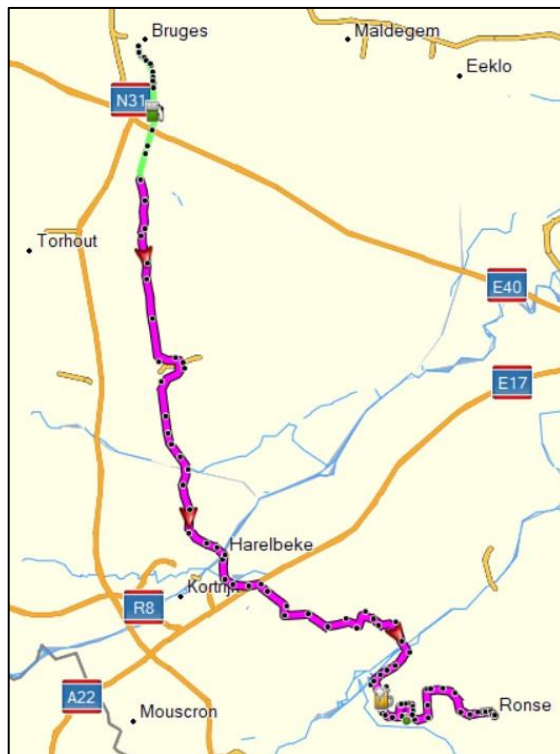 Bruges
Maldegem
Eeklo
N31
Torhout
E40
E17
Harelbeke
Kortrijk
R8
A22
Mouscron
Ronse